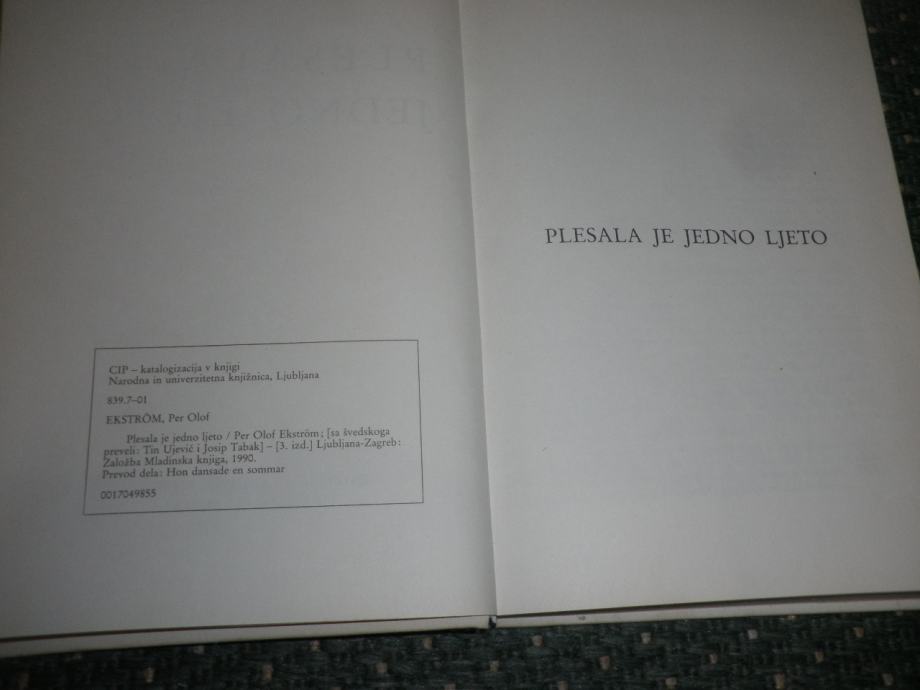 CIP – katalogizacija v knjigi
Narodna in univerzitetna knjižnica, Ljubljana
839.7–01
EKSTRÖM, Per Olof
Plesala je jedno ljeto / Per Olof Ekström; [sa švedskoga
preveli: Tin Ujević i Josip Tabak] – [3. izd.] Ljubljana-Zagreb:
Založba Mladinska knjiga, 1990.
Prevod dela: Hon dansade en sommar
0017049855
PLESALA JE JEDNO LJETO